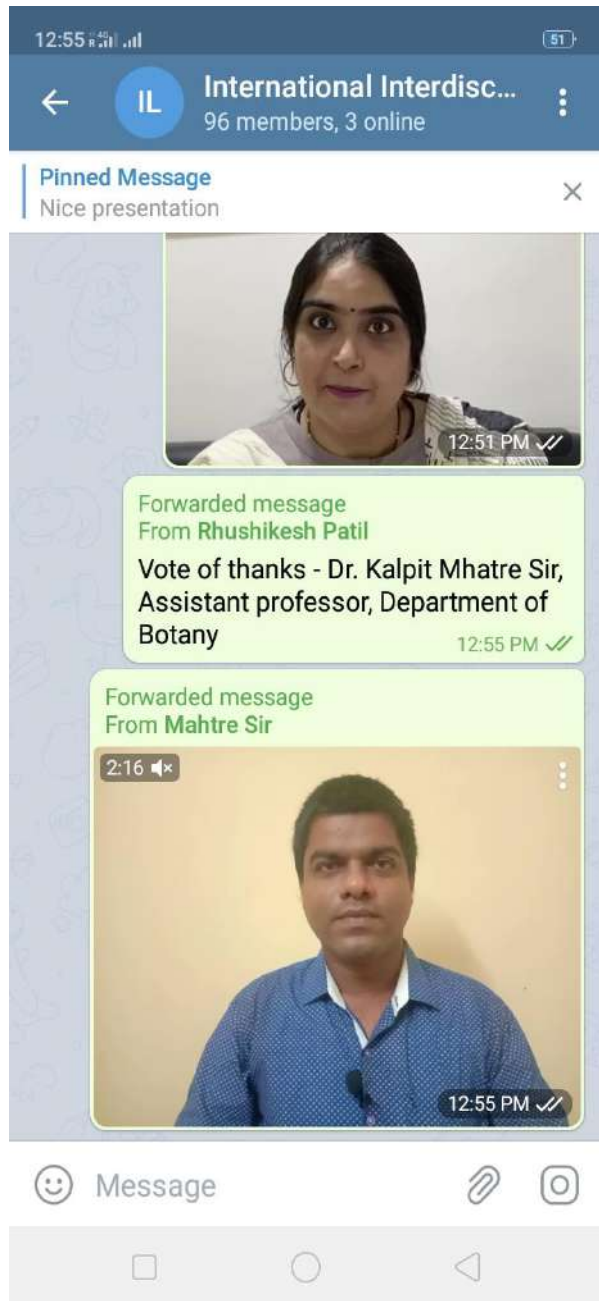 12:55 R 4G 51
IL
International Interdisc...
96 members, 3 online
Pinned Message
Nice presentation
12:51 PM
Forwarded message
From Rhushikesh Patil
Vote of thanks - Dr. Kalpit Mhatre Sir,
Assistant professor, Department of
Botany
12:55 PM
Forwarded message
From Mahtre Sir
2:16
12:55 PM
Message